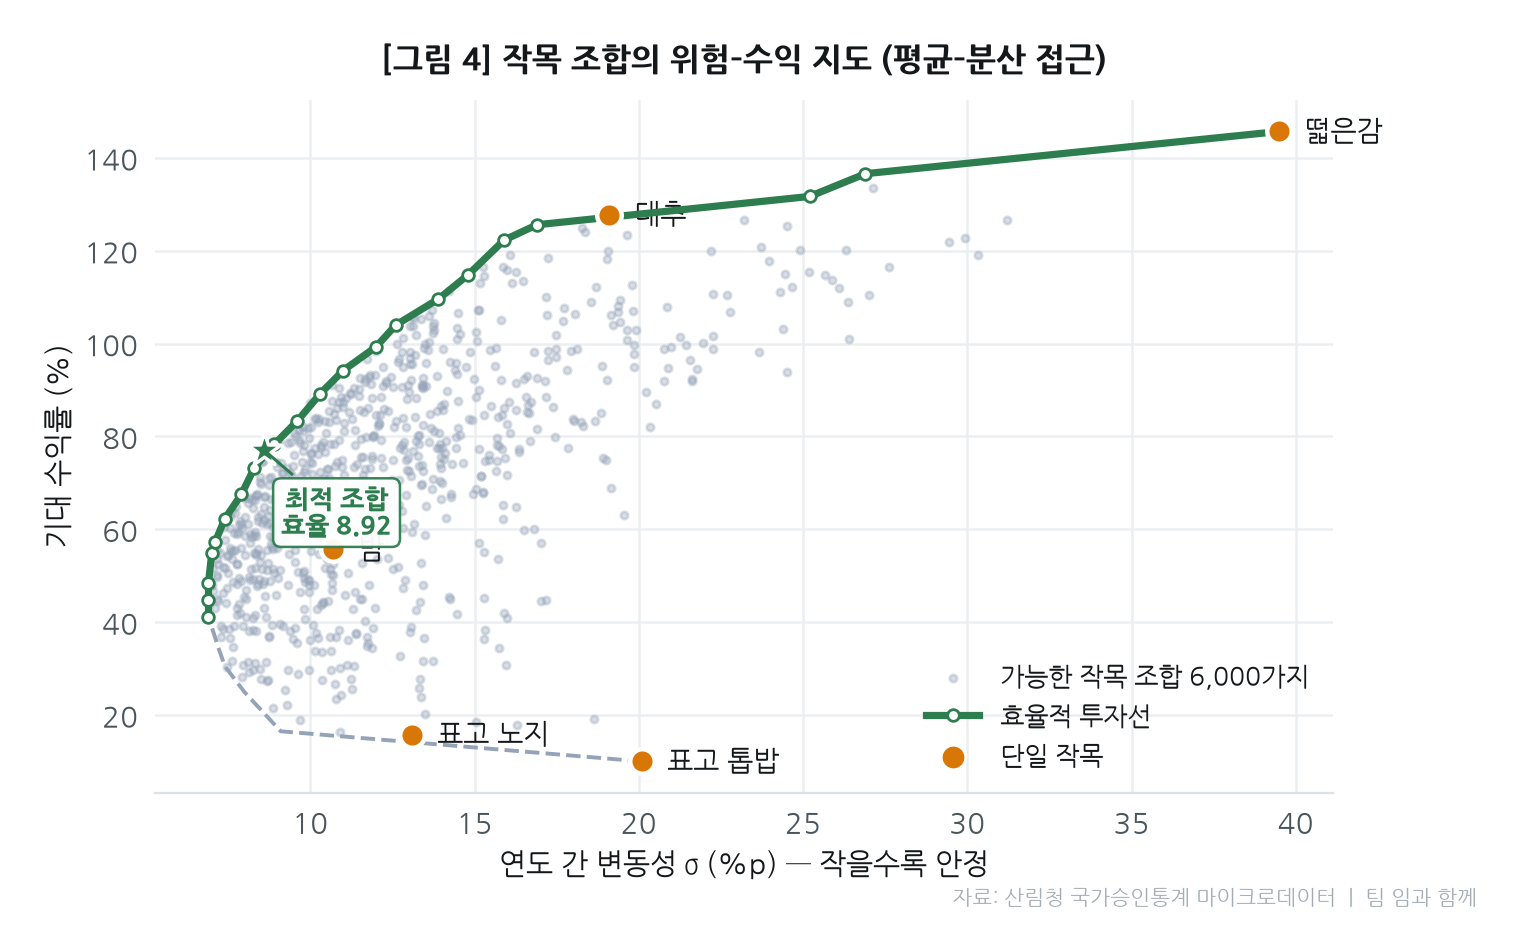 [그림 4] 작목 조합의 위험-수익 지도 (평균-분산 접근)
떫은감
대추
최적 조합
효율 8.92
표고 노지
표고 톱밥
기대 수익률 (%)
140
120
100
80
60
40
20
10 15 20 25 30 35 40
연도 간 변동성 σ (%p) — 작을수록 안정
가능한 작목 조합 6,000가지
효율적 투자선
단일 작목
자료: 산림청 국가승인통계 마이크로데이터 | 팀 임과 함께